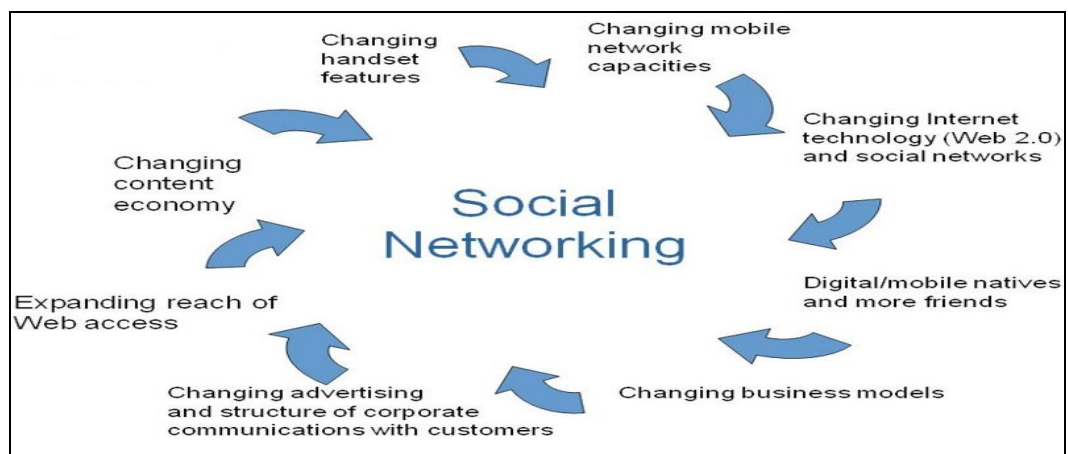 Changing
handset
features
Changing mobile
network
capacities
Changing Internet
technology (Web 2.0)
and social networks
Digital/mobile natives
and more friends
Changing business models
Changing advertising
and structure of corporate
communications with customers
Expanding reach of
Web access
Changing
content
economy
Social
Networking